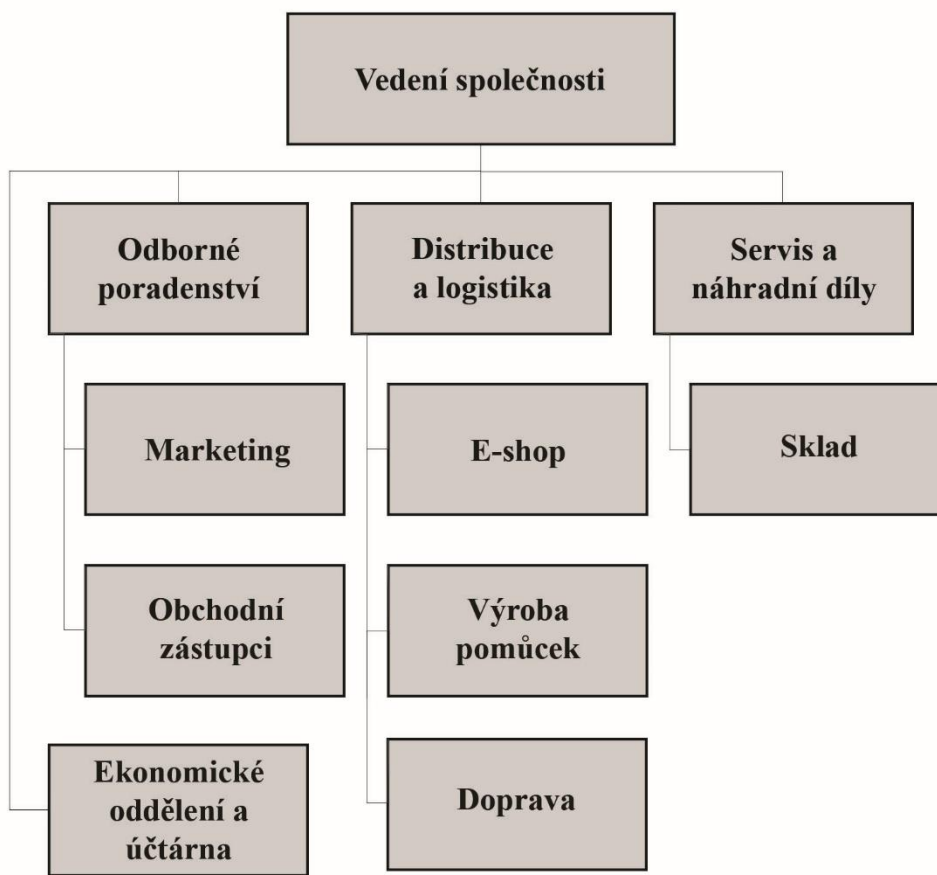 Vedení společnosti
Odborné
poradenství
Distribuce
a logistika
Servis a
náhradní díly
Marketing
E-shop
Sklad
Obchodní
zástupci
Výroba
pomůcek
Ekonomické
oddělení a
účtárna
Doprava